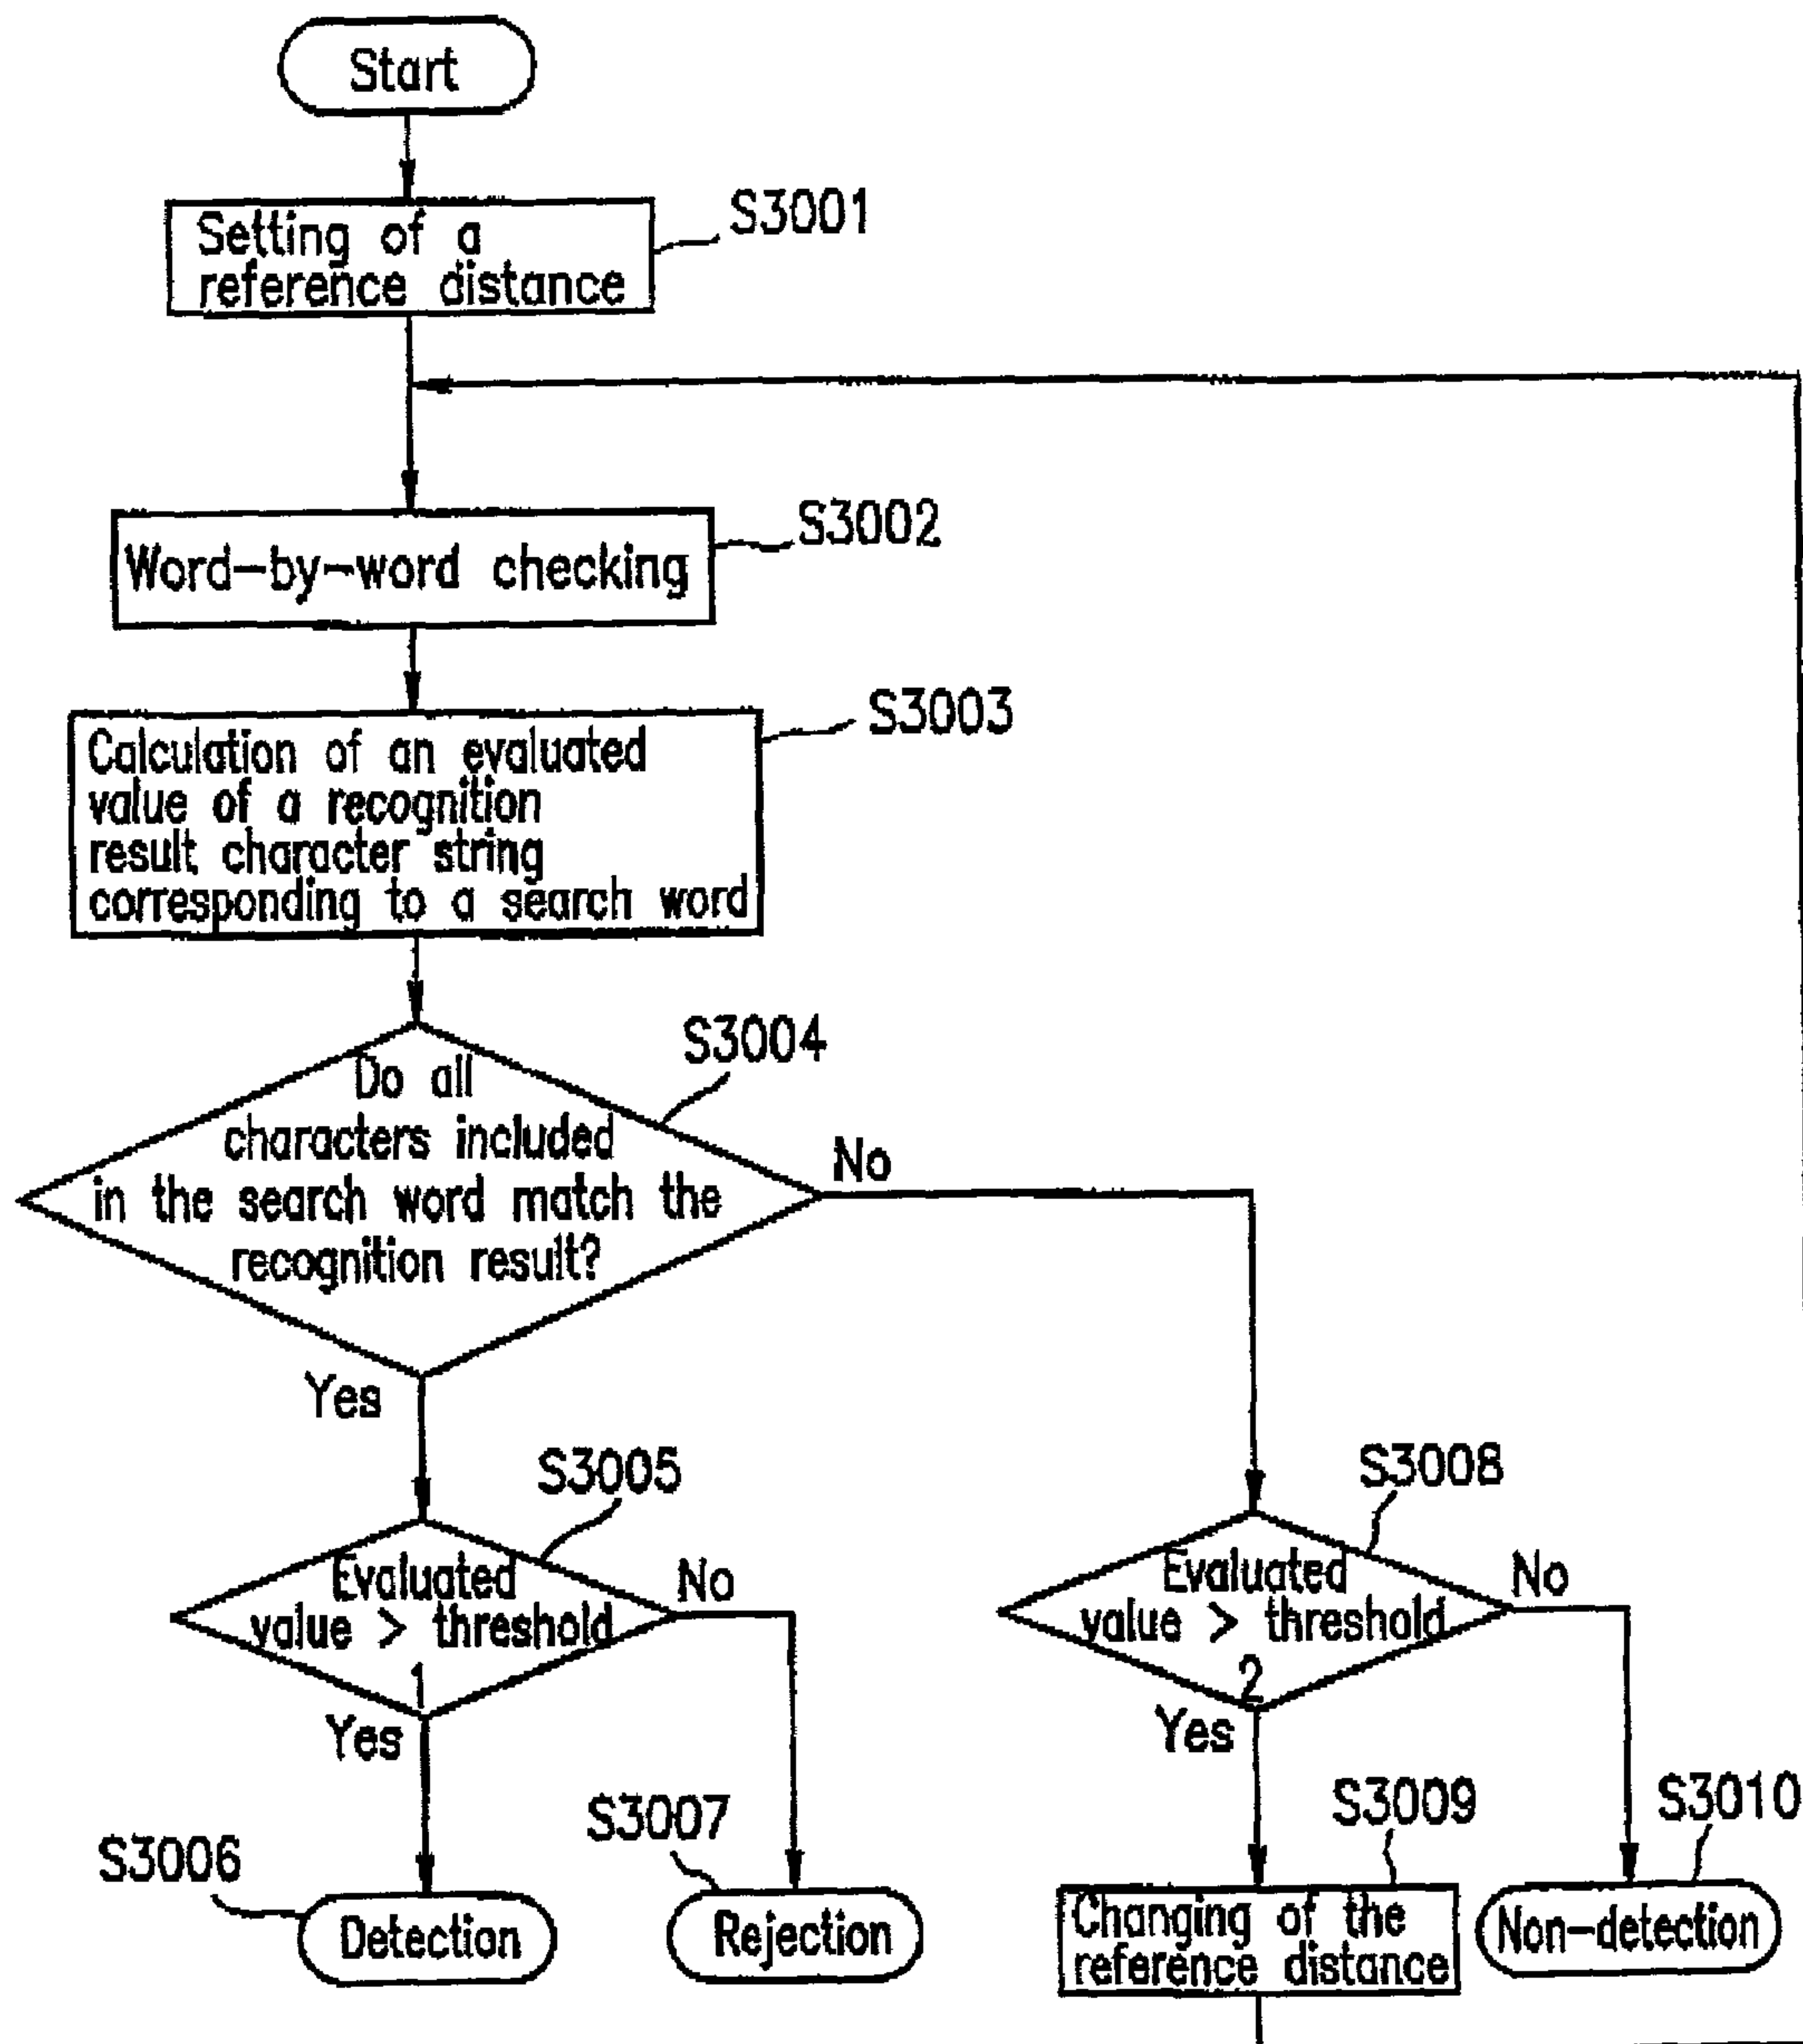 Start
S3001
Setting of a
reference distance
S3002
Word-by-word checking
S3003
Calculation of an evaluated
value of a recognition
result character string
corresponding to a search word
S3004
Do all
characters included
in the search word match the
recognition result?
No
Yes
S3005
Evaluated
value > threshold
1
No
Yes
S3008
Evaluated
value > threshold
2
No
Yes
S3006
Detection
S3007
Rejection
S3009
Changing of the
reference distance
S3010
Non-detection